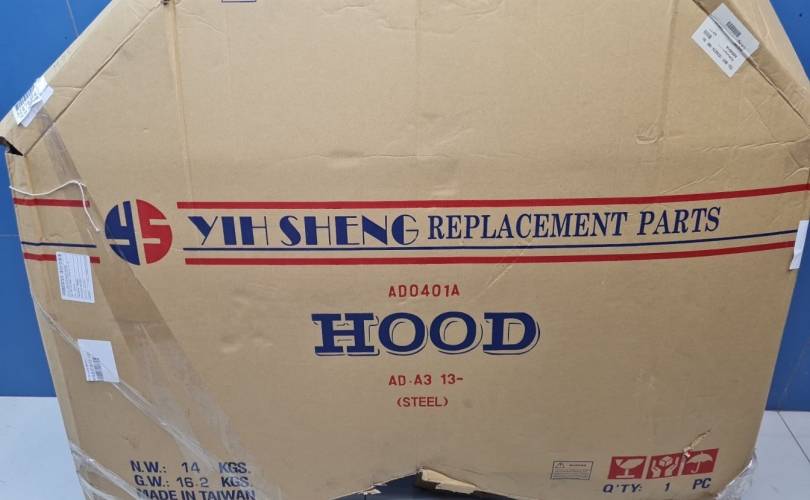 YS YIH SHENG REPLACEMENT PARTS
AD0401A
HOOD
AD-A3 13-
(STEEL)
N.W.: 14 KGS.
G.W.: 16.2 KGS.
MADE IN TAIWAN
Q'TY: 1 PC